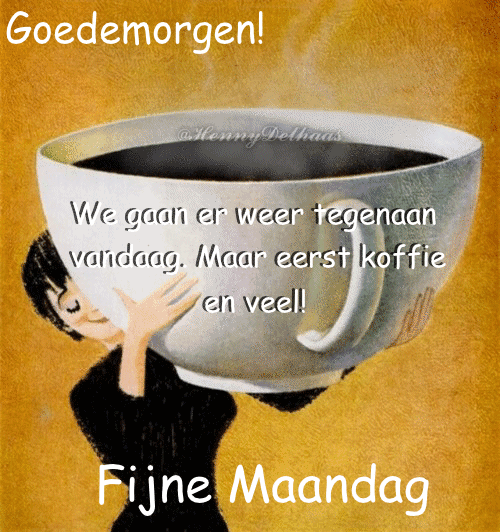 Goedemorgen!
@HennyDelhaas
We gaan er weer tegenaan
vandaag. Maar eerst koffie
en veel!
Fijne Maandag